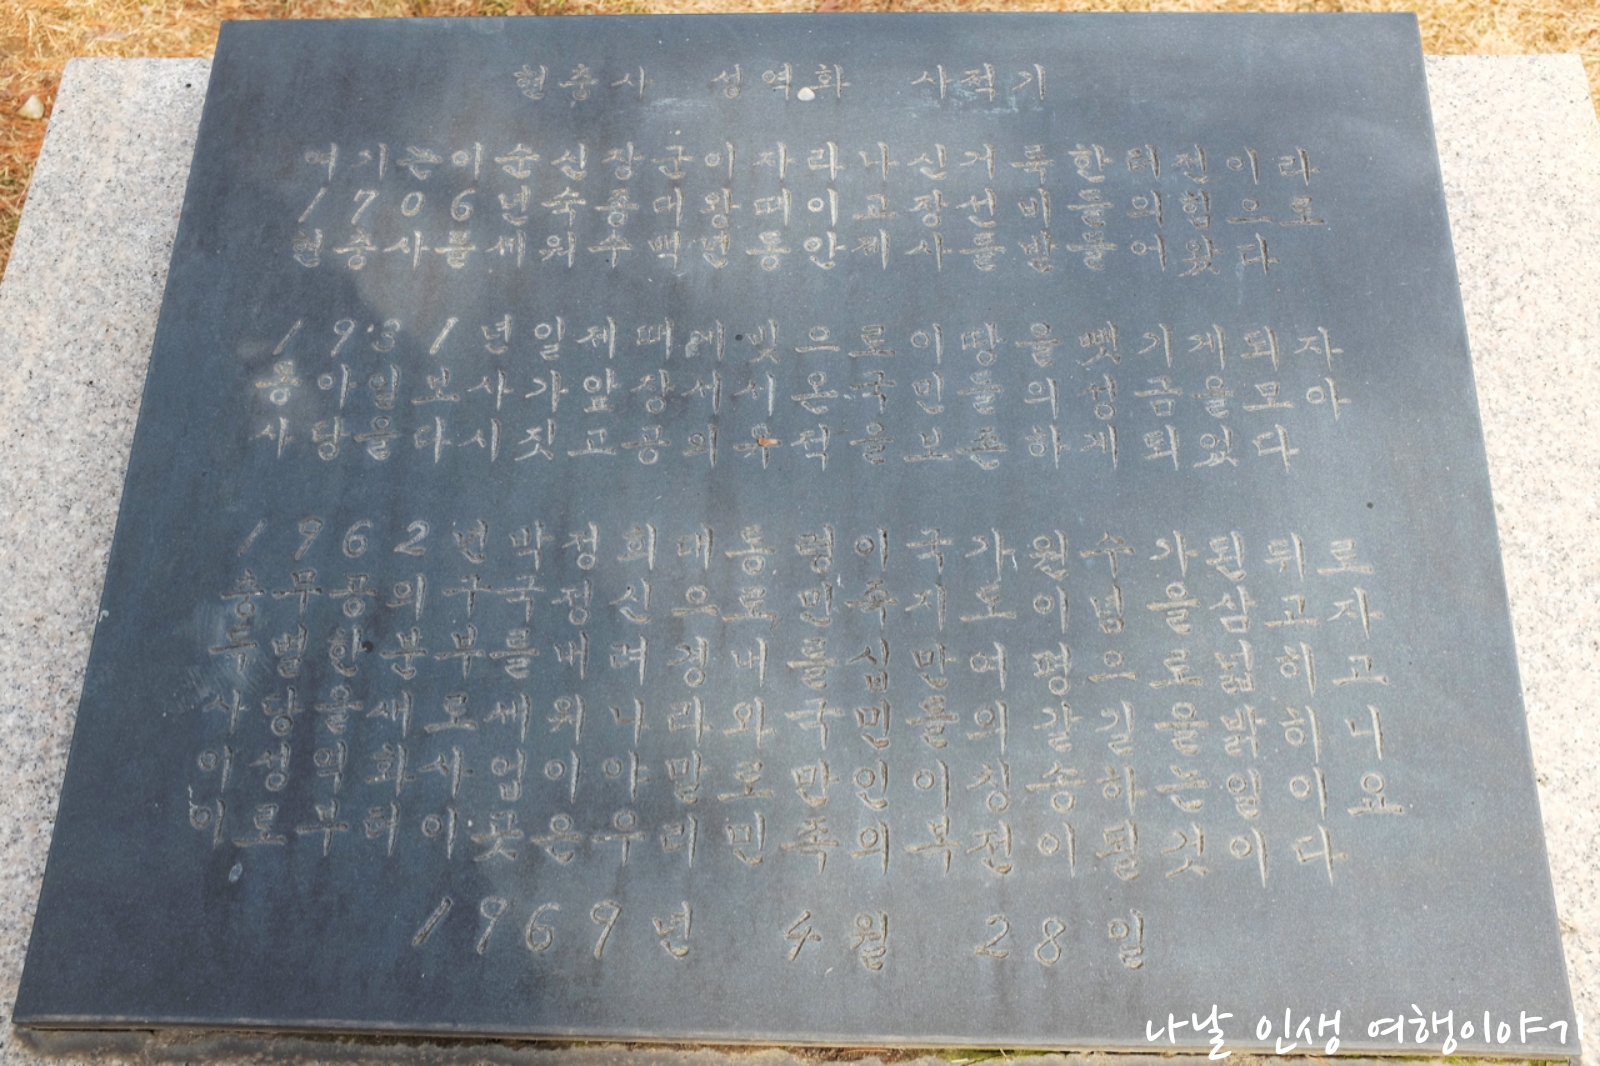 현충사 성역화 사적기
여기는이순신장군이자라나신거룩한터전이라
1706년숙종대왕때이고장선비들의힘으로
현충사를세워수백년동안제사를받들어왔다
1931년일제때에빚으로이땅을뺏기게되자
동아일보사가앞장서서온국민들의성금을모아
사당을다시짓고공의유적을보존하게되었다
1962년박정희대통령이국가원수가된뒤로
충무공의구국정신으로민족지도이념을삼고자
특별한분부를내려경내를십만여평으로넓히고
사당을새로세워나라와국민들의갈길을밝히니
이성역화사업이야말로만인이칭송하는일이요
이로부터이곳은우리민족의복전이될것이다
1969년 4월 28일
나날 인생 여행이야기